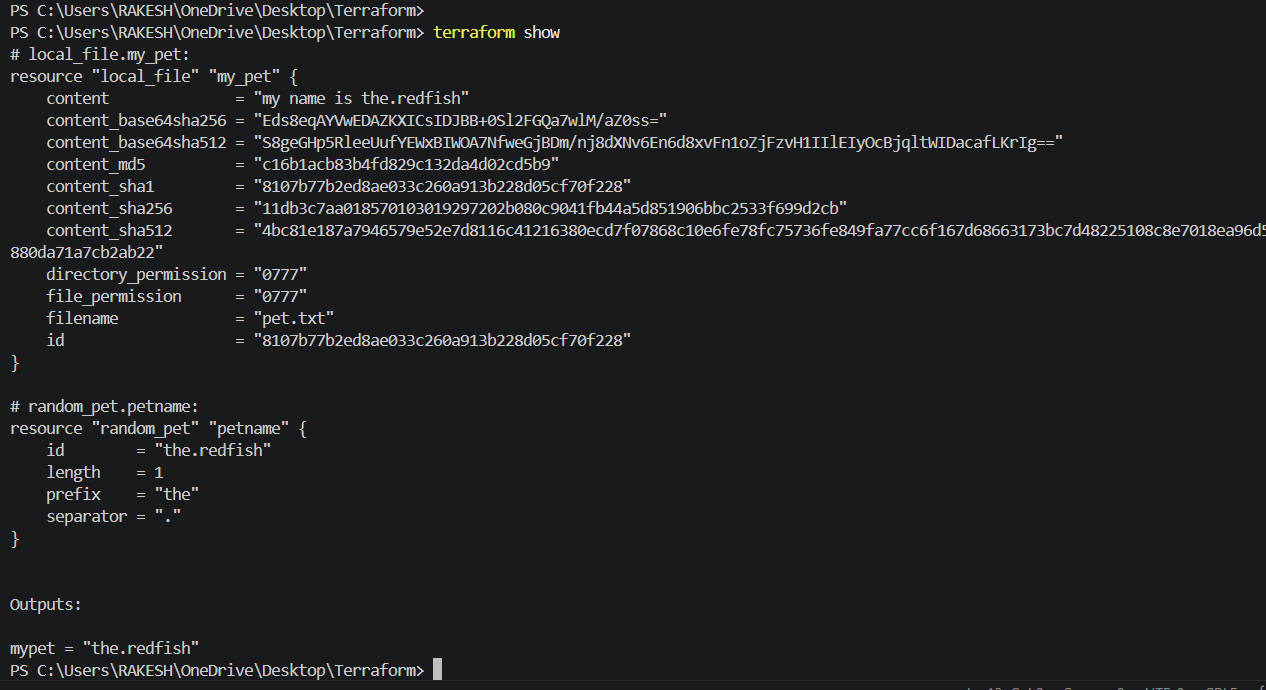 PS C:\Users\RAKESH\OneDrive\Desktop\Terraform>
PS C:\Users\RAKESH\OneDrive\Desktop\Terraform> terraform show
# local_file.my_pet:
resource "local_file" "my_pet" {
    content              = "my name is the.redfish"
    content_base64sha256 = "Eds8eqAYVwEDAZKXICsIDJBB+0Sl2FGQa7wlM/aZ0ss="
    content_base64sha512 = "S8geGHp5RleeUufYEWxBIWOA7NfweGjBDm/nj8dXNv6En6d8xvFn1oZjFzvH1IIlEIyOcBjqltWIDacafLKrIg=="
    content_md5          = "c16b1acb83b4fd829c132da4d02cd5b9"
    content_sha1         = "8107b77b2ed8ae033c260a913b228d05cf70f228"
    content_sha256       = "11db3c7aa018570103019297202b080c9041fb44a5d851906bbc2533f699d2cb"
    content_sha512       = "4bc81e187a7946579e52e7d8116c41216380ecd7f07868c10e6fe78fc75736fe849fa77cc6f167d68663173bc7d48225108c8e7018ea96d5
880da71a7cb2ab22"
    directory_permission = "0777"
    file_permission      = "0777"
    filename             = "pet.txt"
    id                   = "8107b77b2ed8ae033c260a913b228d05cf70f228"
}
# random_pet.petname:
resource "random_pet" "petname" {
    id        = "the.redfish"
    length    = 1
    prefix    = "the"
    separator = "."
}
Outputs:
mypet = "the.redfish"
PS C:\Users\RAKESH\OneDrive\Desktop\Terraform>